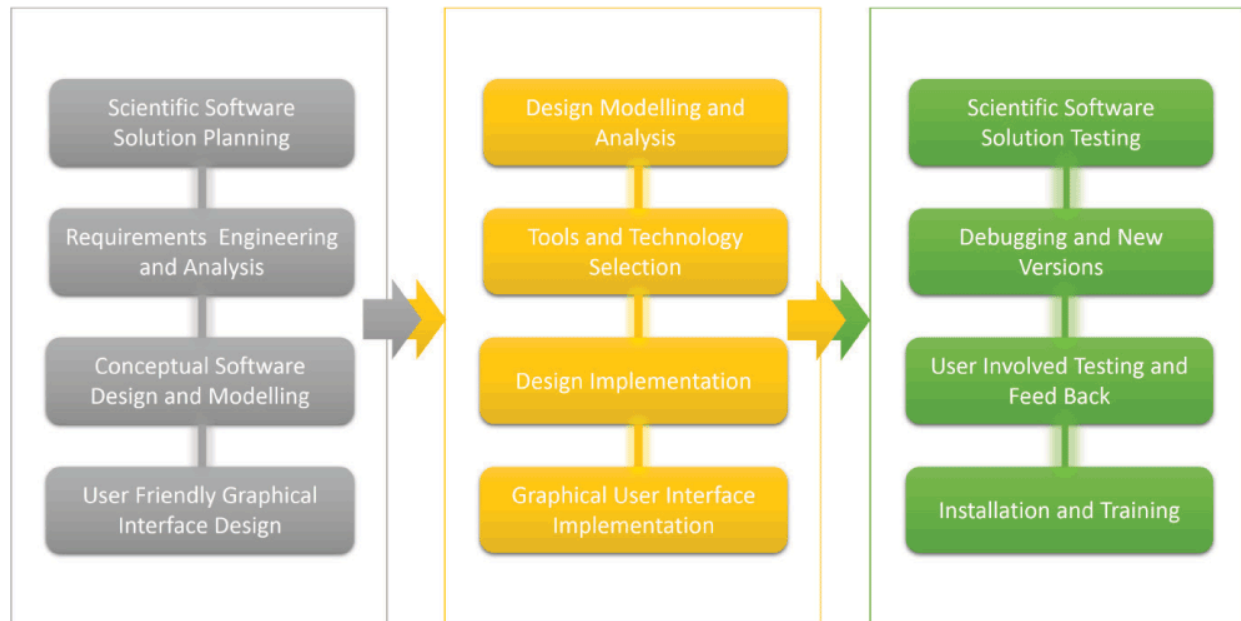 Scientific Software
Solution Planning
Requirements  Engineering
and Analysis
Conceptual Software
Design and Modelling
User Friendly Graphical
Interface Design
Design Modelling and
Analysis
Tools and Technology
Selection
Design Implementation
Graphical User Interface
Implementation
Scientific Software
Solution Testing
Debugging and New
Versions
User Involved Testing and
Feed Back
Installation and Training